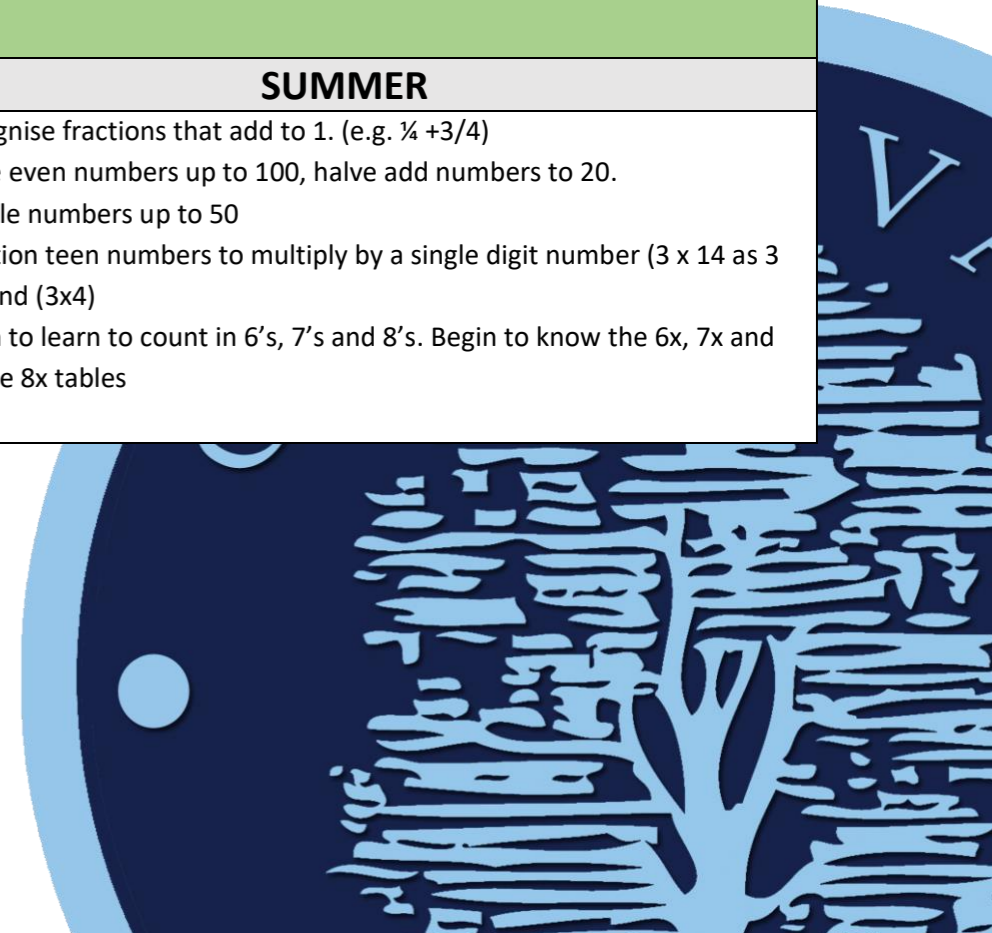 SUMMER
gnise fractions that add to 1. (e.g. ¼ +3/4)
e even numbers up to 100, halve add numbers to 20.
le numbers up to 50
tion teen numbers to multiply by a single digit number (3 x 14 as 3
nd (3x4)
n to learn to count in 6’s, 7’s and 8’s. Begin to know the 6x, 7x and
e 8x tables
V